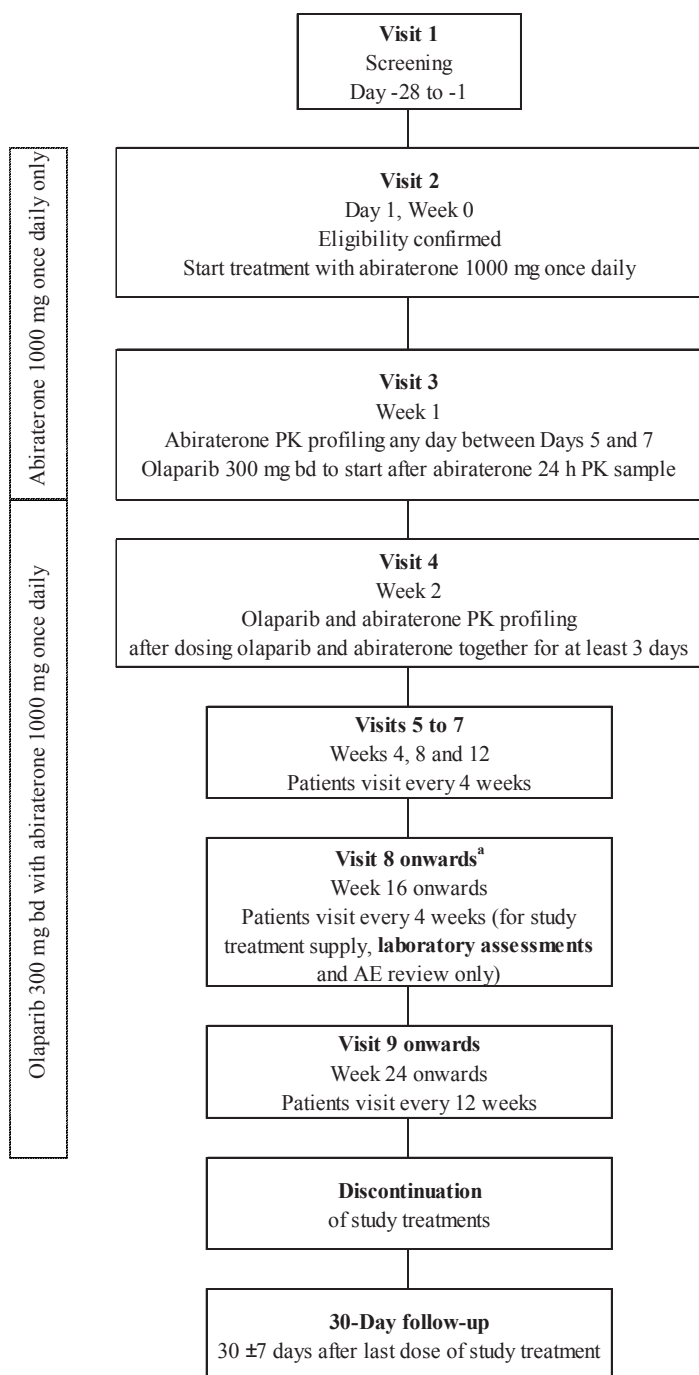 Visit 1
Screening
Day -28 to -1
Abiraterone 1000 mg once daily only
Visit 2
Day 1, Week 0
Eligibility confirmed
Start treatment with abiraterone 1000 mg once daily
Visit 3
Week 1
Abiraterone PK profiling any day between Days 5 and 7
Olaparib 300 mg bd to start after abiraterone 24 h PK sample
Olaparib 300 mg bd with abiraterone 1000 mg once daily
Visit 4
Week 2
Olaparib and abiraterone PK profiling
after dosing olaparib and abiraterone together for at least 3 days
Visits 5 to 7
Weeks 4, 8 and 12
Patients visit every 4 weeks
Visit 8 onwardsª
Week 16 onwards
Patients visit every 4 weeks (for study
treatment supply, laboratory assessments
and AE review only)
Visit 9 onwards
Week 24 onwards
Patients visit every 12 weeks
Discontinuation
of study treatments
30-Day follow-up
30 ±7 days after last dose of study treatment